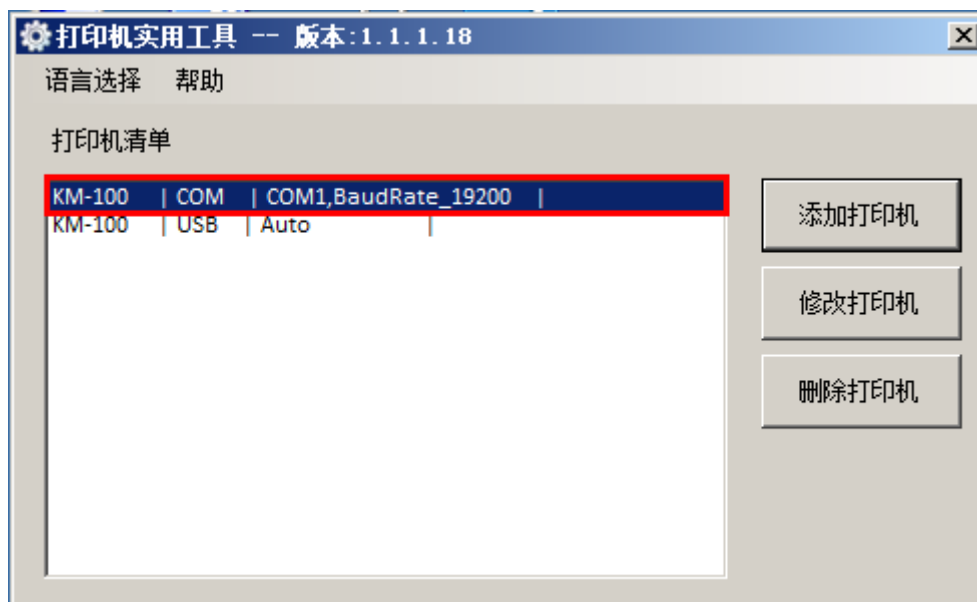 打印机实用工具 -- 版本:1.1.1.18
语言选择 帮助
打印机清单
KM-100 | COM | COM1,BaudRate_19200 |
KM-100 | USB | Auto |
添加打印机
修改打印机
删除打印机